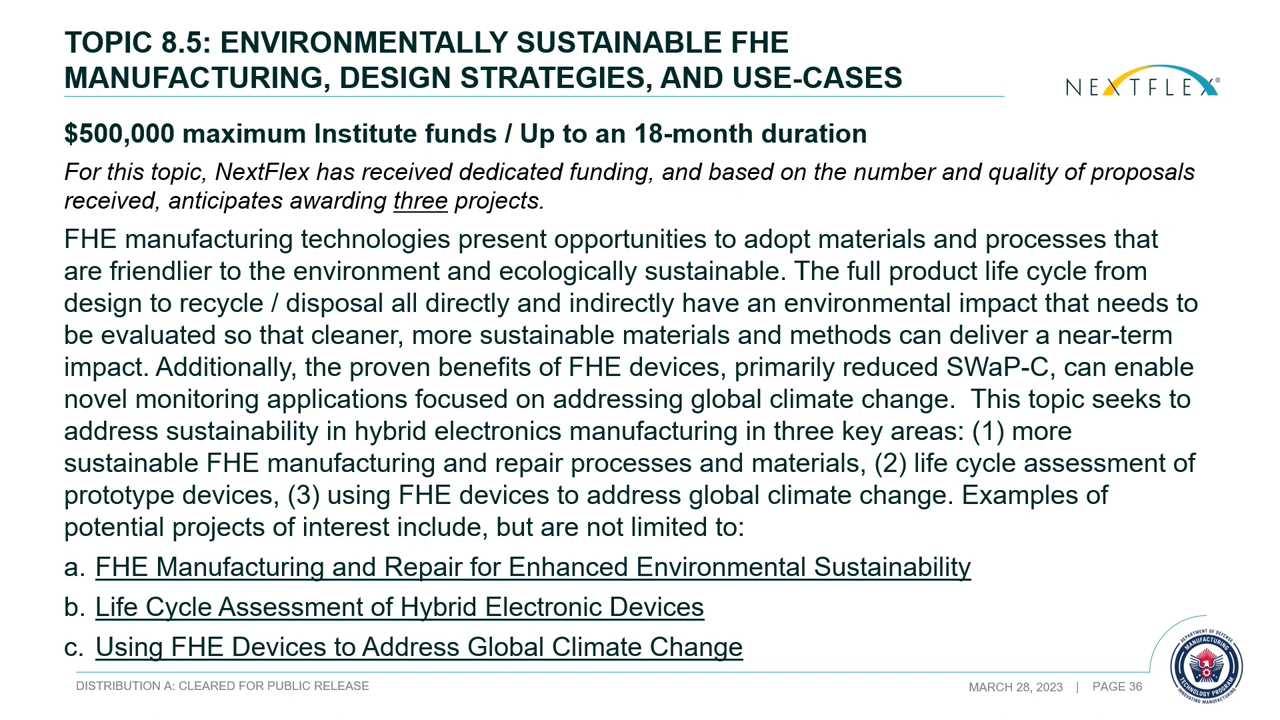 TOPIC 8.5: ENVIRONMENTALLY SUSTAINABLE FHE
MANUFACTURING, DESIGN STRATEGIES, AND USE-CASES
NEXTFLEX®
$500,000 maximum Institute funds / Up to an 18-month duration
For this topic, NextFlex has received dedicated funding, and based on the number and quality of proposals
received, anticipates awarding three projects.
FHE manufacturing technologies present opportunities to adopt materials and processes that
are friendlier to the environment and ecologically sustainable. The full product life cycle from
design to recycle / disposal all directly and indirectly have an environmental impact that needs to
be evaluated so that cleaner, more sustainable materials and methods can deliver a near-term
impact. Additionally, the proven benefits of FHE devices, primarily reduced SWaP-C, can enable
novel monitoring applications focused on addressing global climate change.  This topic seeks to
address sustainability in hybrid electronics manufacturing in three key areas: (1) more
sustainable FHE manufacturing and repair processes and materials, (2) life cycle assessment of
prototype devices, (3) using FHE devices to address global climate change. Examples of
potential projects of interest include, but are not limited to:
a. FHE Manufacturing and Repair for Enhanced Environmental Sustainability
b. Life Cycle Assessment of Hybrid Electronic Devices
c. Using FHE Devices to Address Global Climate Change
DEPARTMENT OF DEFENSE
MANUFACTURING
TECHNOLOGY PROGRAM
INNOVATING MANUFACTURING
DISTRIBUTION A: CLEARED FOR PUBLIC RELEASE
MARCH 28, 2023 | PAGE 36